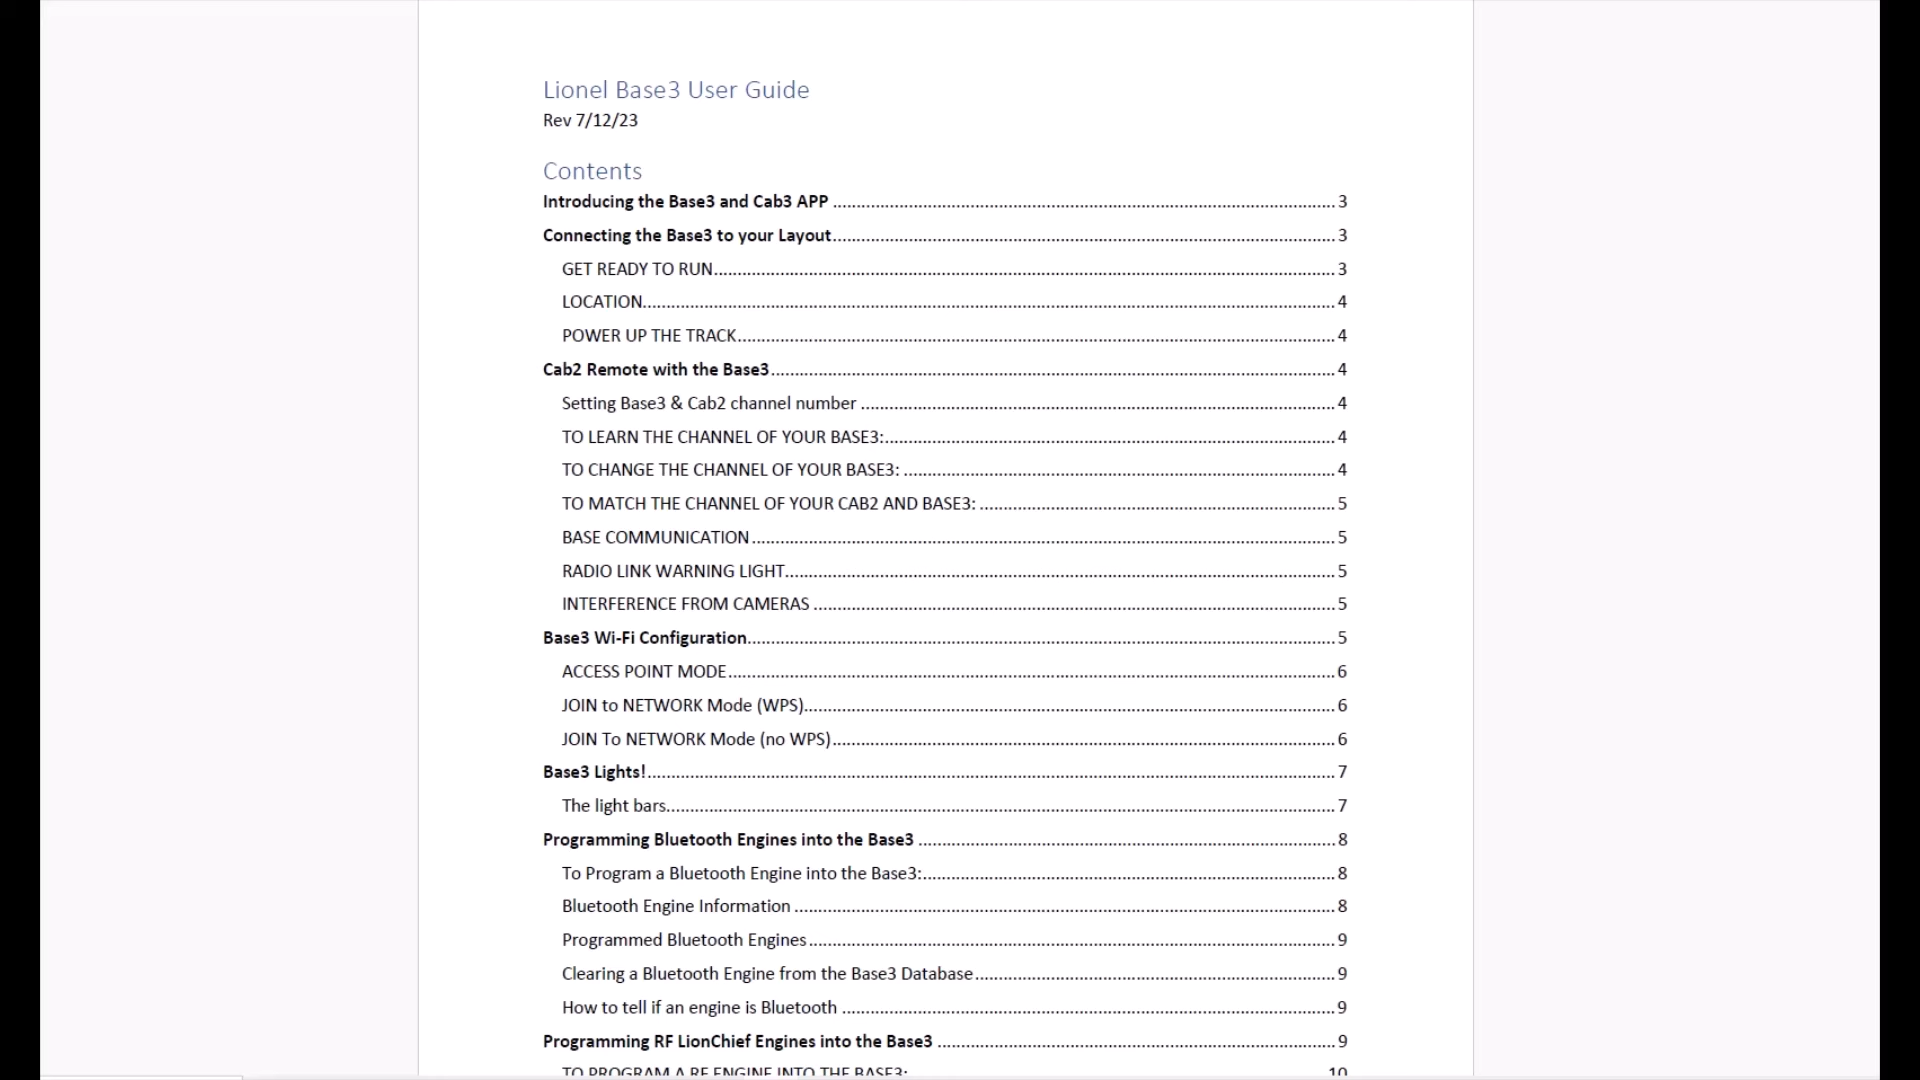 Lionel Base3 User Guide
Rev 7/12/23
Contents
Introducing the Base3 and Cab3 APP ........ 3
Connecting the Base3 to your Layout ........ 3
GET READY TO RUN ........ 3
LOCATION ........ 4
POWER UP THE TRACK ........ 4
Cab2 Remote with the Base3 ........ 4
Setting Base3 & Cab2 channel number ........ 4
TO LEARN THE CHANNEL OF YOUR BASE3: ........ 4
TO CHANGE THE CHANNEL OF YOUR BASE3: ........ 4
TO MATCH THE CHANNEL OF YOUR CAB2 AND BASE3: ........ 5
BASE COMMUNICATION ........ 5
RADIO LINK WARNING LIGHT ........ 5
INTERFERENCE FROM CAMERAS ........ 5
Base3 Wi-Fi Configuration ........ 5
ACCESS POINT MODE ........ 6
JOIN to NETWORK Mode (WPS) ........ 6
JOIN To NETWORK Mode (no WPS) ........ 6
Base3 Lights! ........ 7
The light bars ........ 7
Programming Bluetooth Engines into the Base3 ........ 8
To Program a Bluetooth Engine into the Base3: ........ 8
Bluetooth Engine Information ........ 8
Programmed Bluetooth Engines ........ 9
Clearing a Bluetooth Engine from the Base3 Database ........ 9
How to tell if an engine is Bluetooth ........ 9
Programming RF LionChief Engines into the Base3 ........ 9
TO PROGRAM A RF ENGINE INTO THE BASE3: ........ 10